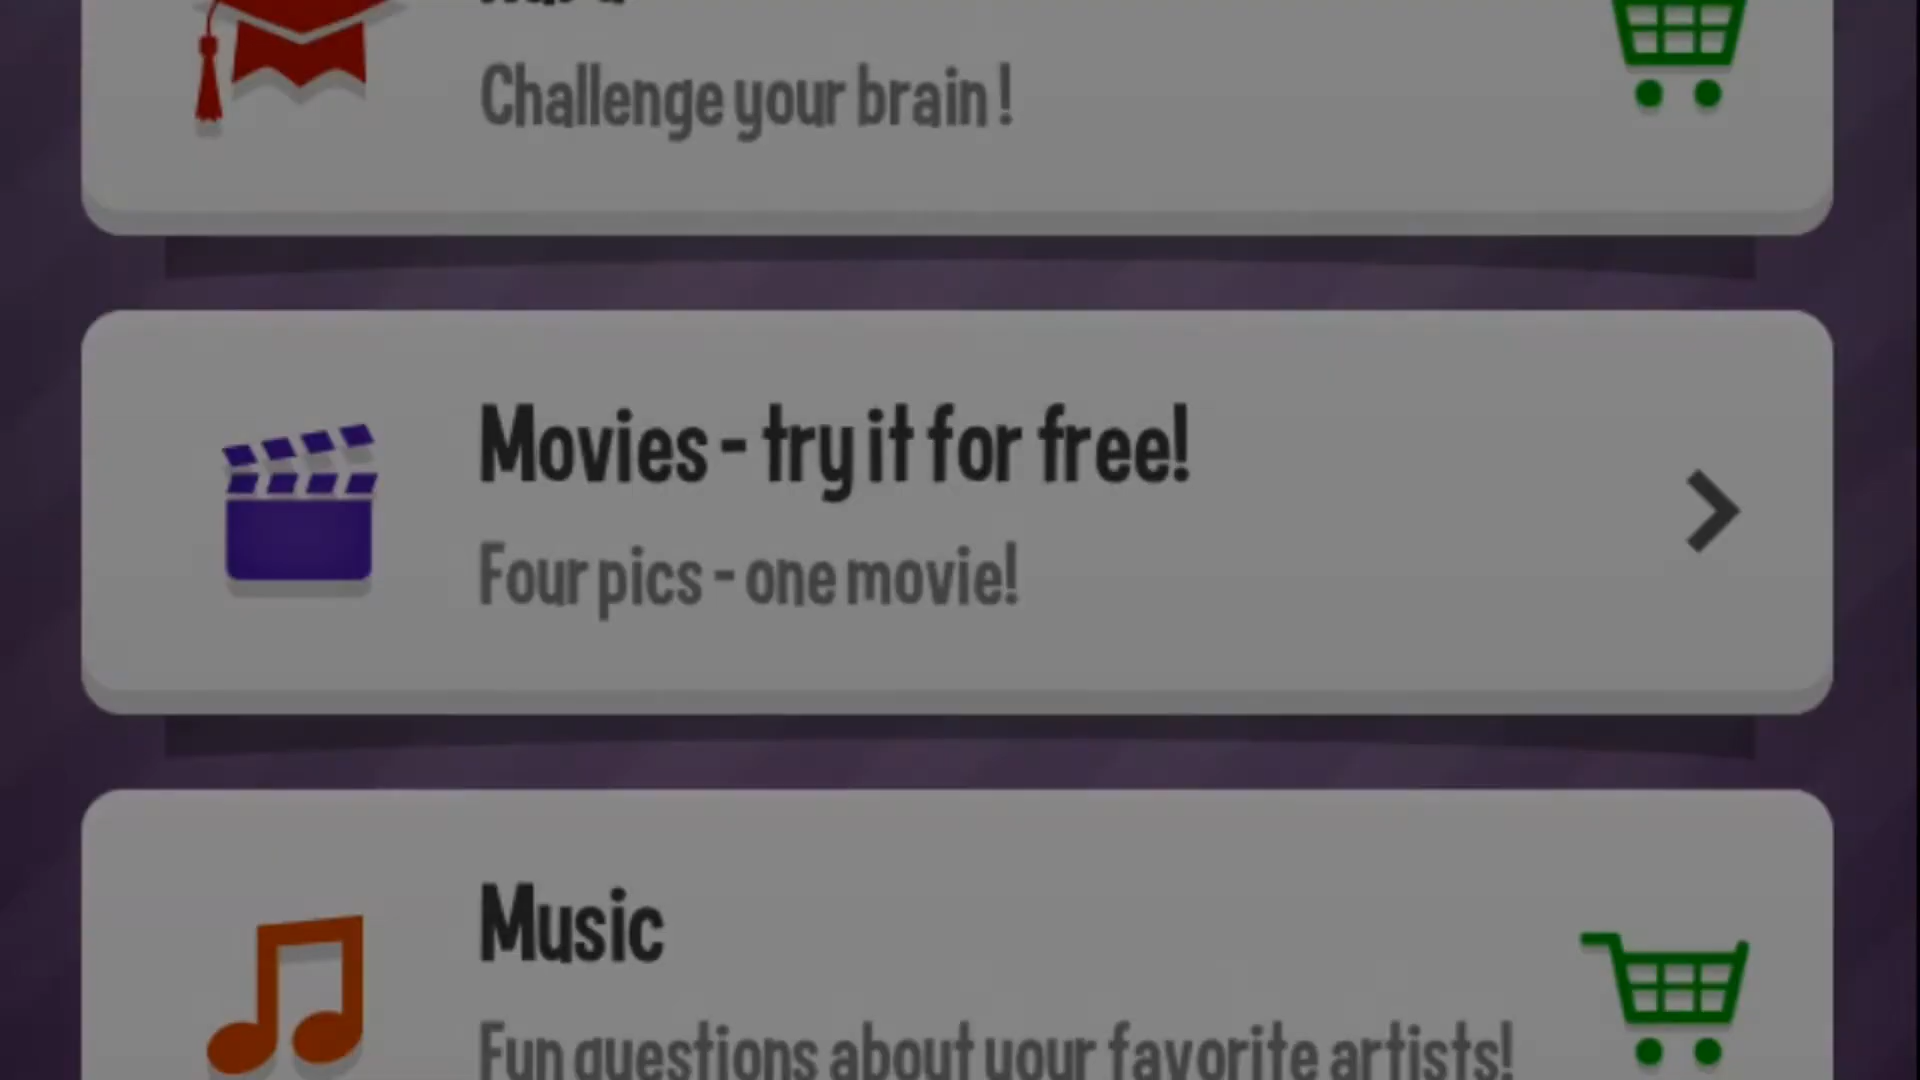 Challenge your brain!
Movies - try it for free!
Four pics - one movie!
Music
Fun questions about your favorite artists!